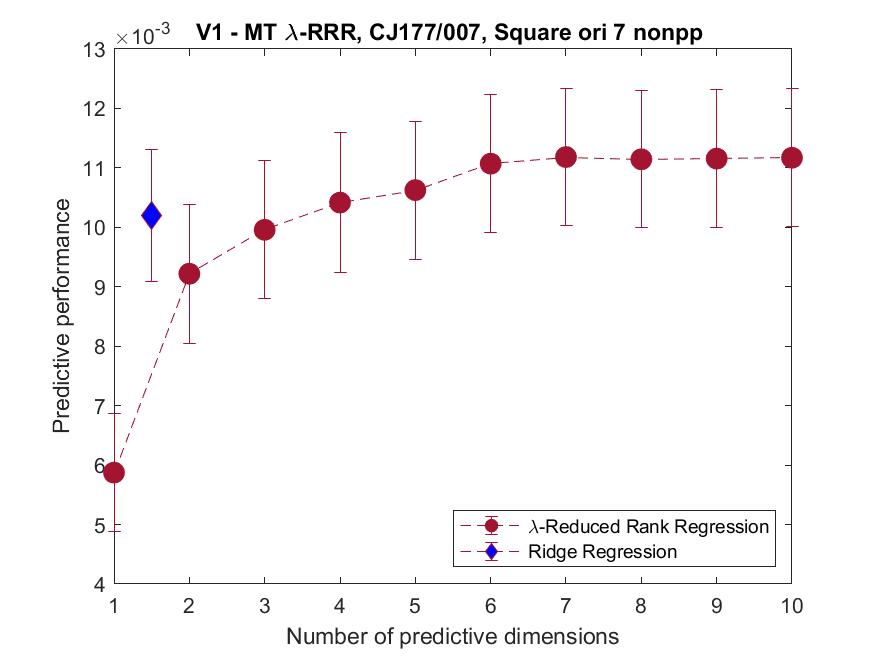 ×10-3
V1 - MT λ-RRR, CJ177/007, Square ori 7 nonpp
13
12
11
10
9
8
7
6
5
4
Predictive performance
1 2 3 4 5 6 7 8 9 10
Number of predictive dimensions
λ-Reduced Rank Regression
Ridge Regression